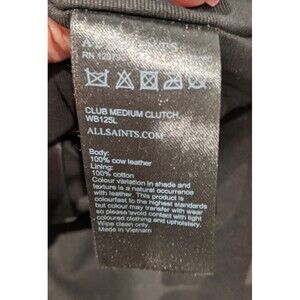 ALLSAINTS
CLUB MEDIUM CLUTCH
WB125L
ALLSAINTS.COM
Body:
100% cow leather
Lining:
100% cotton
Colour variation in shade and
texture is a natural occurrence
with leather. This product is
colourfast to the highest standards
but colour may transfer with wear
so please avoid contact with light
coloured clothing and upholstery.
Wipe clean only.
Made in Vietnam